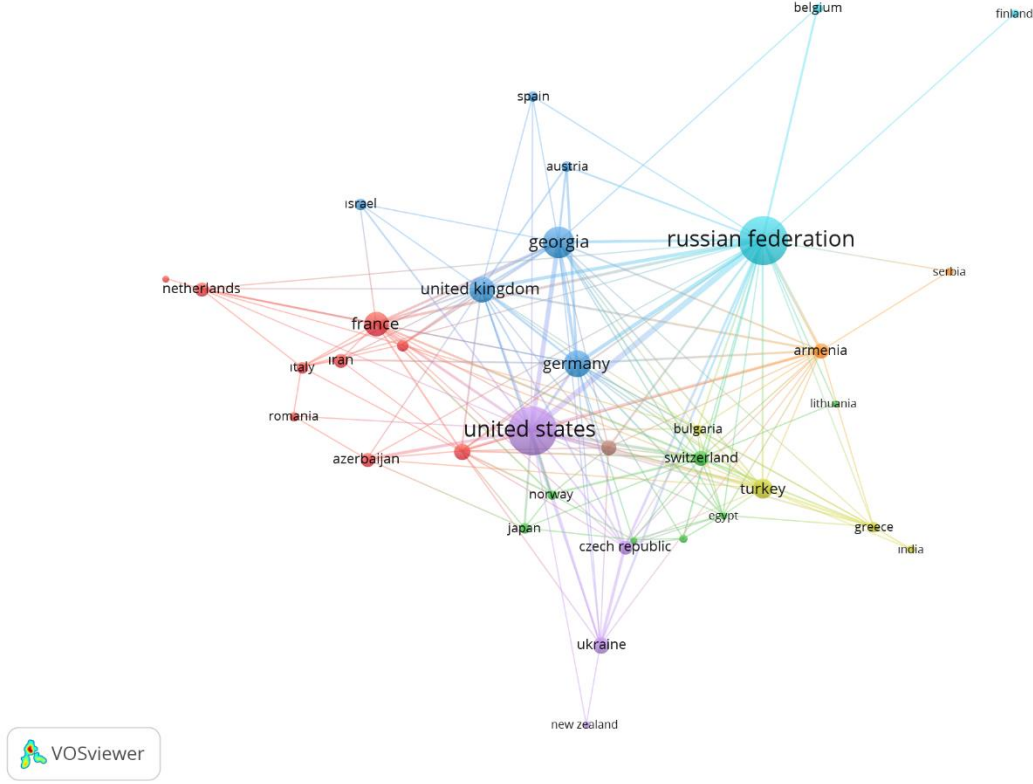 belgium
finland
spain
austria
israel
georgia
russian federation
serbia
netherlands
united kingdom
france
armenia
italy
iran
germany
lithuania
romania
united states
bulgaria
azerbaijan
switzerland
turkey
norway
egypt
japan
greece
czech republic
india
ukraine
new zealand
VOSviewer